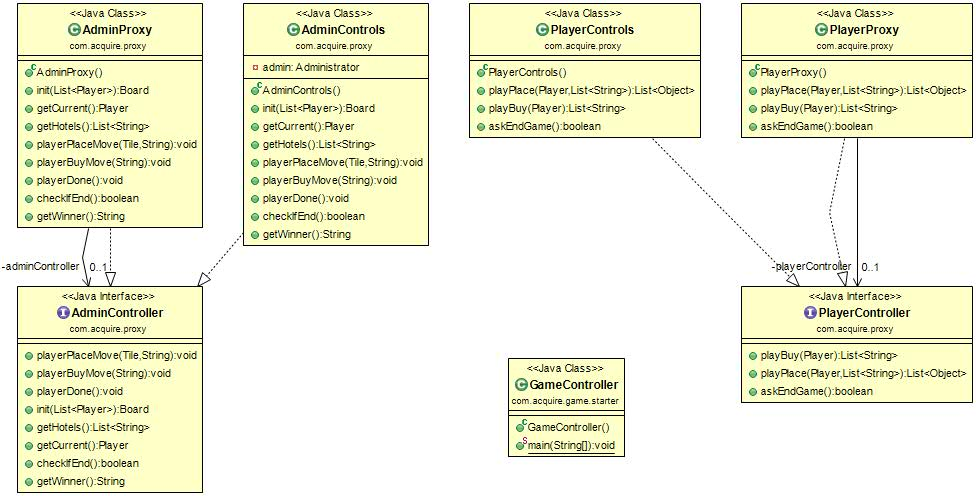 <<Java Class>>
AdminProxy
com.acquire.proxy
AdminProxy()
init(List<Player>):Board
getCurrent():Player
getHotels():List<String>
playerPlaceMove(Tile,String):void
playerBuyMove(String):void
playerDone():void
checkIfEnd():boolean
getWinner():String
<<Java Class>>
AdminControls
com.acquire.proxy
admin: Administrator
AdminControls()
init(List<Player>):Board
getCurrent():Player
getHotels():List<String>
playerPlaceMove(Tile,String):void
playerBuyMove(String):void
playerDone():void
checkIfEnd():boolean
getWinner():String
<<Java Class>>
PlayerControls
com.acquire.proxy
PlayerControls()
playPlace(Player,List<String>):List<Object>
playBuy(Player):List<String>
askEndGame():boolean
<<Java Class>>
PlayerProxy
com.acquire.proxy
PlayerProxy()
playPlace(Player,List<String>):List<Object>
playBuy(Player):List<String>
askEndGame():boolean
-adminController 0..1
-playerController 0..1
<<Java Interface>>
AdminController
com.acquire.proxy
playerPlaceMove(Tile,String):void
playerBuyMove(String):void
playerDone():void
init(List<Player>):Board
getHotels():List<String>
getCurrent():Player
checkIfEnd():boolean
getWinner():String
<<Java Class>>
GameController
com.acquire.game.starter
GameController()
main(String[]):void
<<Java Interface>>
PlayerController
com.acquire.proxy
playBuy(Player):List<String>
playPlace(Player,List<String>):List<Object>
askEndGame():boolean